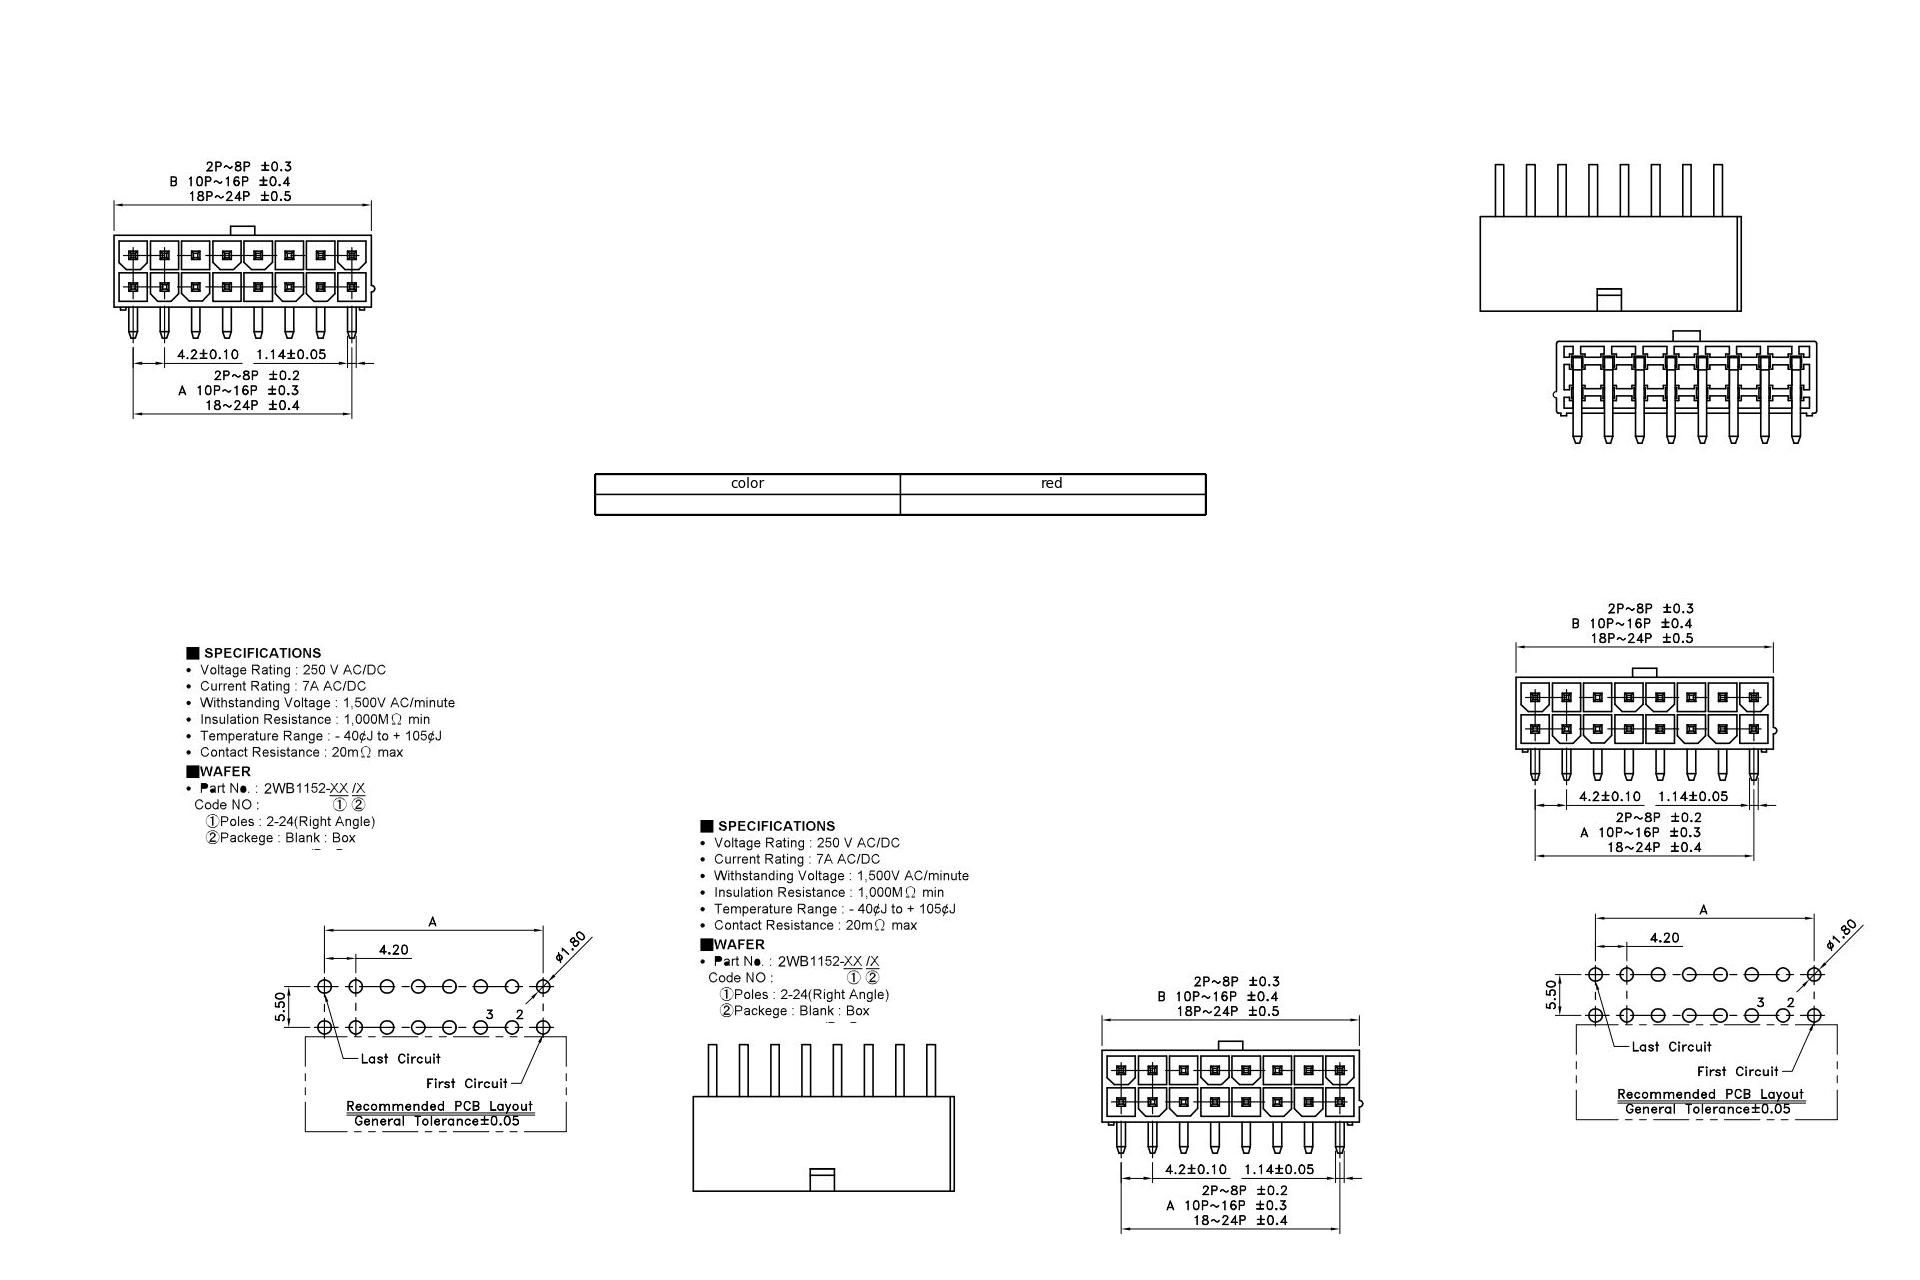 2P~8P ±0.3
B 10P~16P ±0.4
18P~24P ±0.5
4.2±0.10 1.14±0.05
2P~8P ±0.2
A 10P~16P ±0.3
18~24P ±0.4
color red
2P~8P ±0.3
B 10P~16P ±0.4
18P~24P ±0.5
4.2±0.10 1.14±0.05
2P~8P ±0.2
A 10P~16P ±0.3
18~24P ±0.4
■ SPECIFICATIONS
• Voltage Rating : 250 V AC/DC
• Current Rating : 7A AC/DC
• Withstanding Voltage : 1,500V AC/minute
• Insulation Resistance : 1,000MΩ min
• Temperature Range : - 40¢J to + 105¢J
• Contact Resistance : 20mΩ max
■WAFER
• Part No. : 2WB1152-XX /X
Code NO : ① ②
①Poles : 2-24(Right Angle)
②Packege : Blank : Box
■ SPECIFICATIONS
• Voltage Rating : 250 V AC/DC
• Current Rating : 7A AC/DC
• Withstanding Voltage : 1,500V AC/minute
• Insulation Resistance : 1,000MΩ min
• Temperature Range : - 40¢J to + 105¢J
• Contact Resistance : 20mΩ max
■WAFER
• Part No. : 2WB1152-XX /X
Code NO : ① ②
①Poles : 2-24(Right Angle)
②Packege : Blank : Box
A
4.20
ø1.80
5.50
3 2
Last Circuit
First Circuit
Recommended PCB Layout
General Tolerance±0.05
A
4.20
ø1.80
5.50
3 2
Last Circuit
First Circuit
Recommended PCB Layout
General Tolerance±0.05
2P~8P ±0.3
B 10P~16P ±0.4
18P~24P ±0.5
4.2±0.10 1.14±0.05
2P~8P ±0.2
A 10P~16P ±0.3
18~24P ±0.4